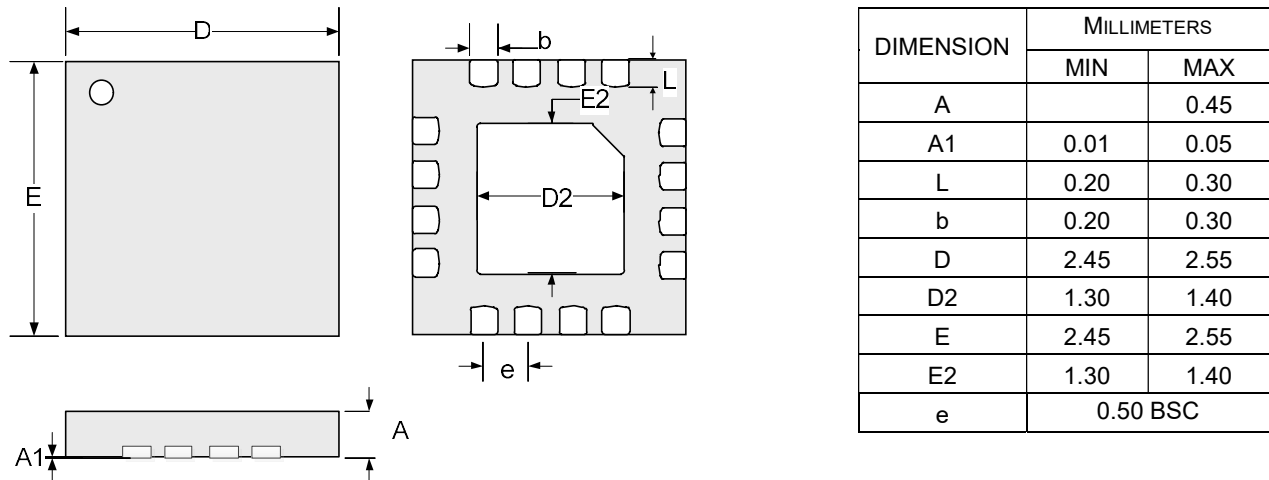 D
E
A1
A
b
L
E2
D2
e
DIMENSION MILLIMETERS
MIN MAX
A 0.45
A1 0.01 0.05
L 0.20 0.30
b 0.20 0.30
D 2.45 2.55
D2 1.30 1.40
E 2.45 2.55
E2 1.30 1.40
e 0.50 BSC